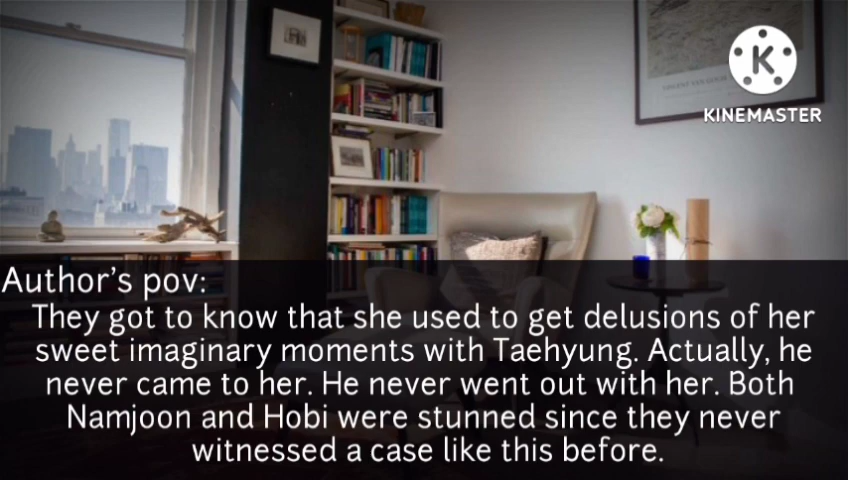 KINEMASTER
Author's pov:
They got to know that she used to get delusions of her
sweet imaginary moments with Taehyung. Actually, he
never came to her. He never went out with her. Both
Namjoon and Hobi were stunned since they never
witnessed a case like this before.